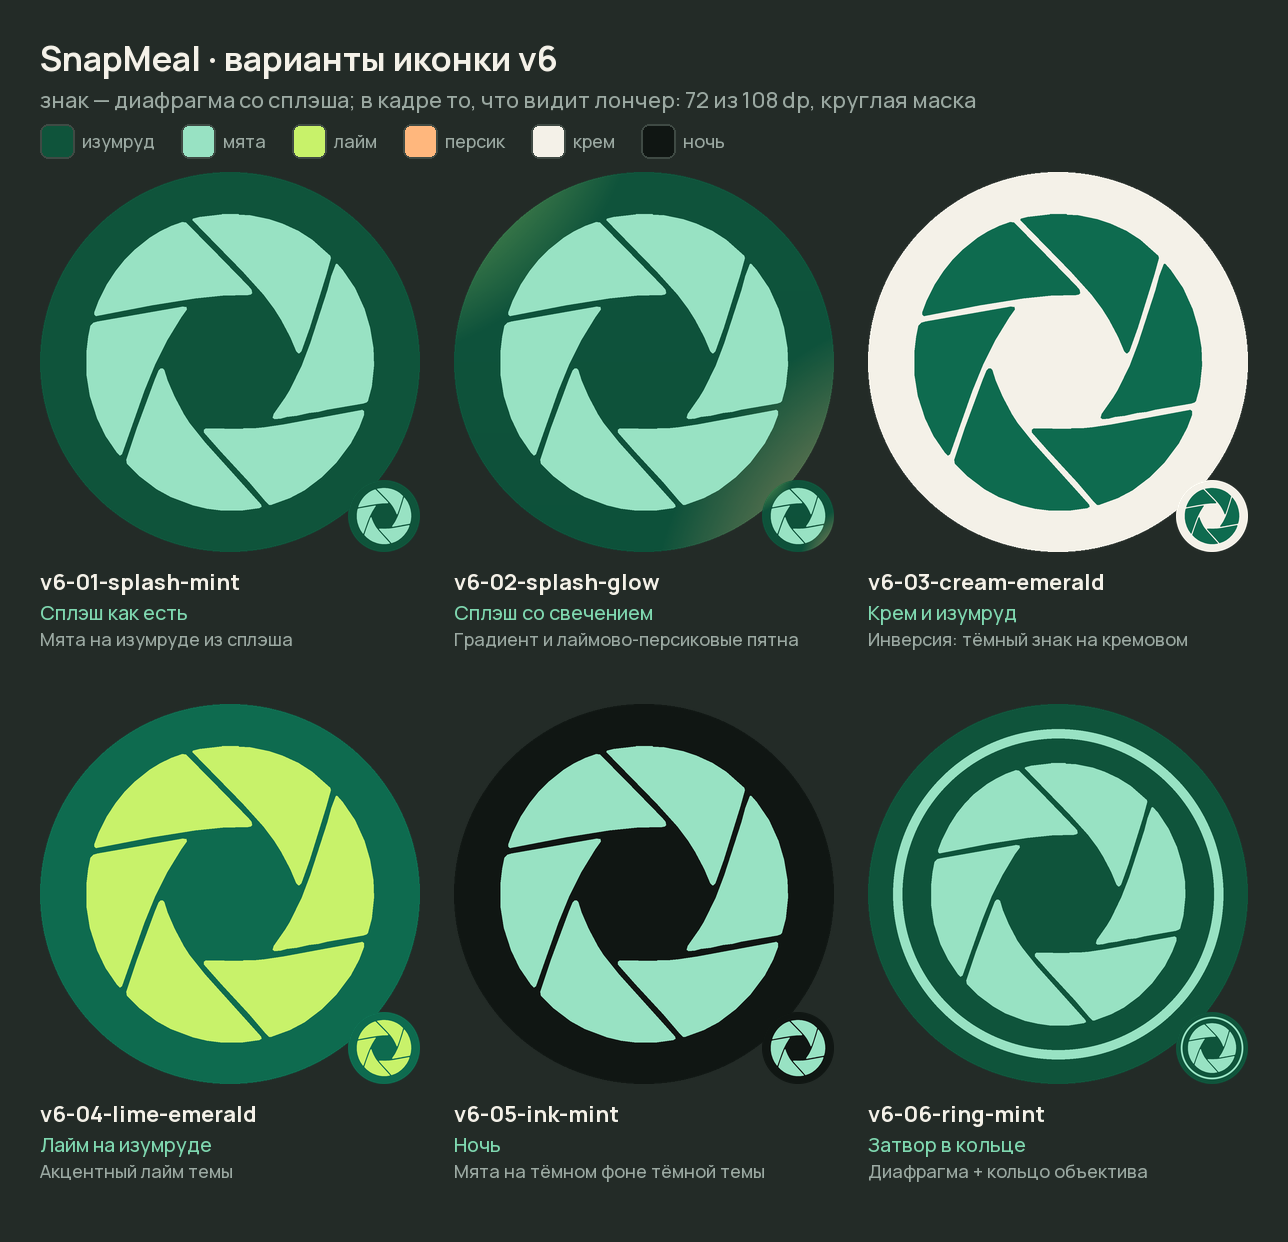 SnapMeal · варианты иконки v6
знак — диафрагма со сплэша; в кадре то, что видит лончер: 72 из 108 dp, круглая маска
изумруд мята лайм персик крем ночь
v6-01-splash-mint
Сплэш как есть
Мята на изумруде из сплэша
v6-02-splash-glow
Сплэш со свечением
Градиент и лаймово-персиковые пятна
v6-03-cream-emerald
Крем и изумруд
Инверсия: тёмный знак на кремовом
v6-04-lime-emerald
Лайм на изумруде
Акцентный лайм темы
v6-05-ink-mint
Ночь
Мята на тёмном фоне тёмной темы
v6-06-ring-mint
Затвор в кольце
Диафрагма + кольцо объектива